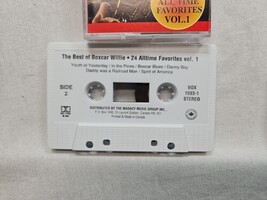 ALL TIME
FAVORITES
VOL.1
The Best of Boxcar Willie • 24 Alltime Favorites vol. 1
Youth of Yesterday / In the Pines / Boxcar Blues / Danny Boy
Daddy was a Railroad Man / Spirit of America
SIDE
2
BOX
STEREO
DISTRIBUTED BY THE MADACY MUSIC GROUP INC.
Printed & Made in Canada